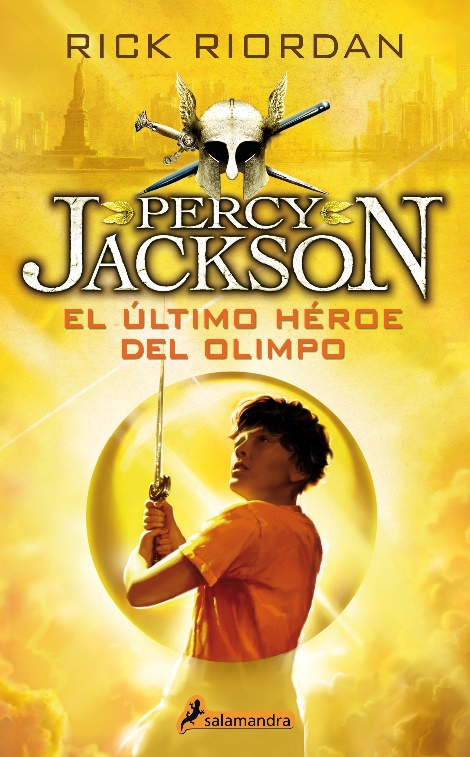 RICK RIORDAN
PERCY
JACKSON
EL ÚLTIMO HÉROE
DEL OLIMPO
salamandra